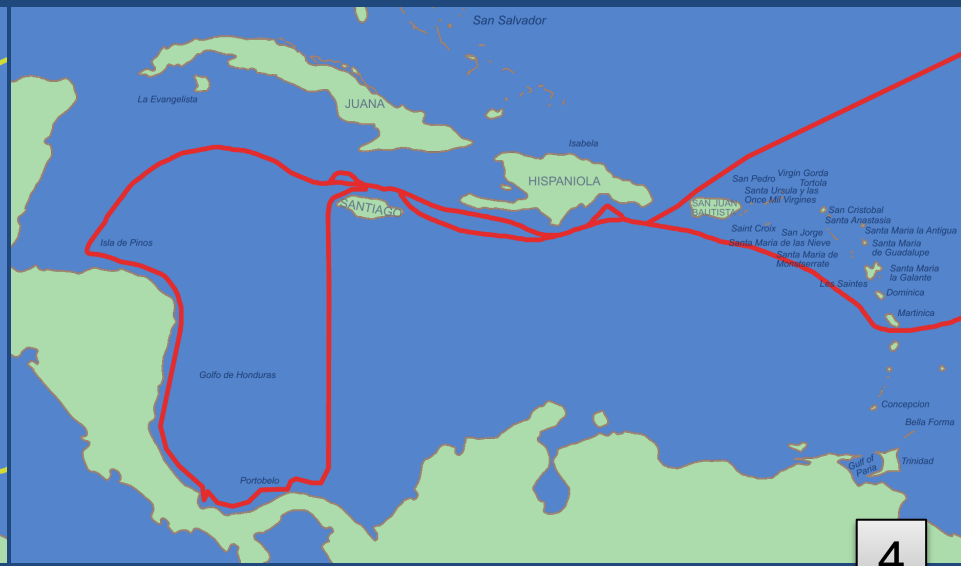 San Salvador
La Evangelista
JUANA
Isabela
HISPANIOLA
San Pedro
Virgin Gorda
Tortola
Santa Ursula y las
Once Mil Virgines
SAN JUAN
BAUTISTA
SANTIAGO
San Cristobal
Santa Anastasia
Saint Croix
San Jorge
Santa Maria la Antigua
Isla de Pinos
Santa Maria de las Nieve
Santa Maria
de Guadalupe
Santa Maria de
Monstserrate
Santa Maria
la Galante
Les Saintes
Dominica
Martinica
Golfo de Honduras
Concepcion
Bella Forma
Gulf of
Paria
Trinidad
Portobelo
4